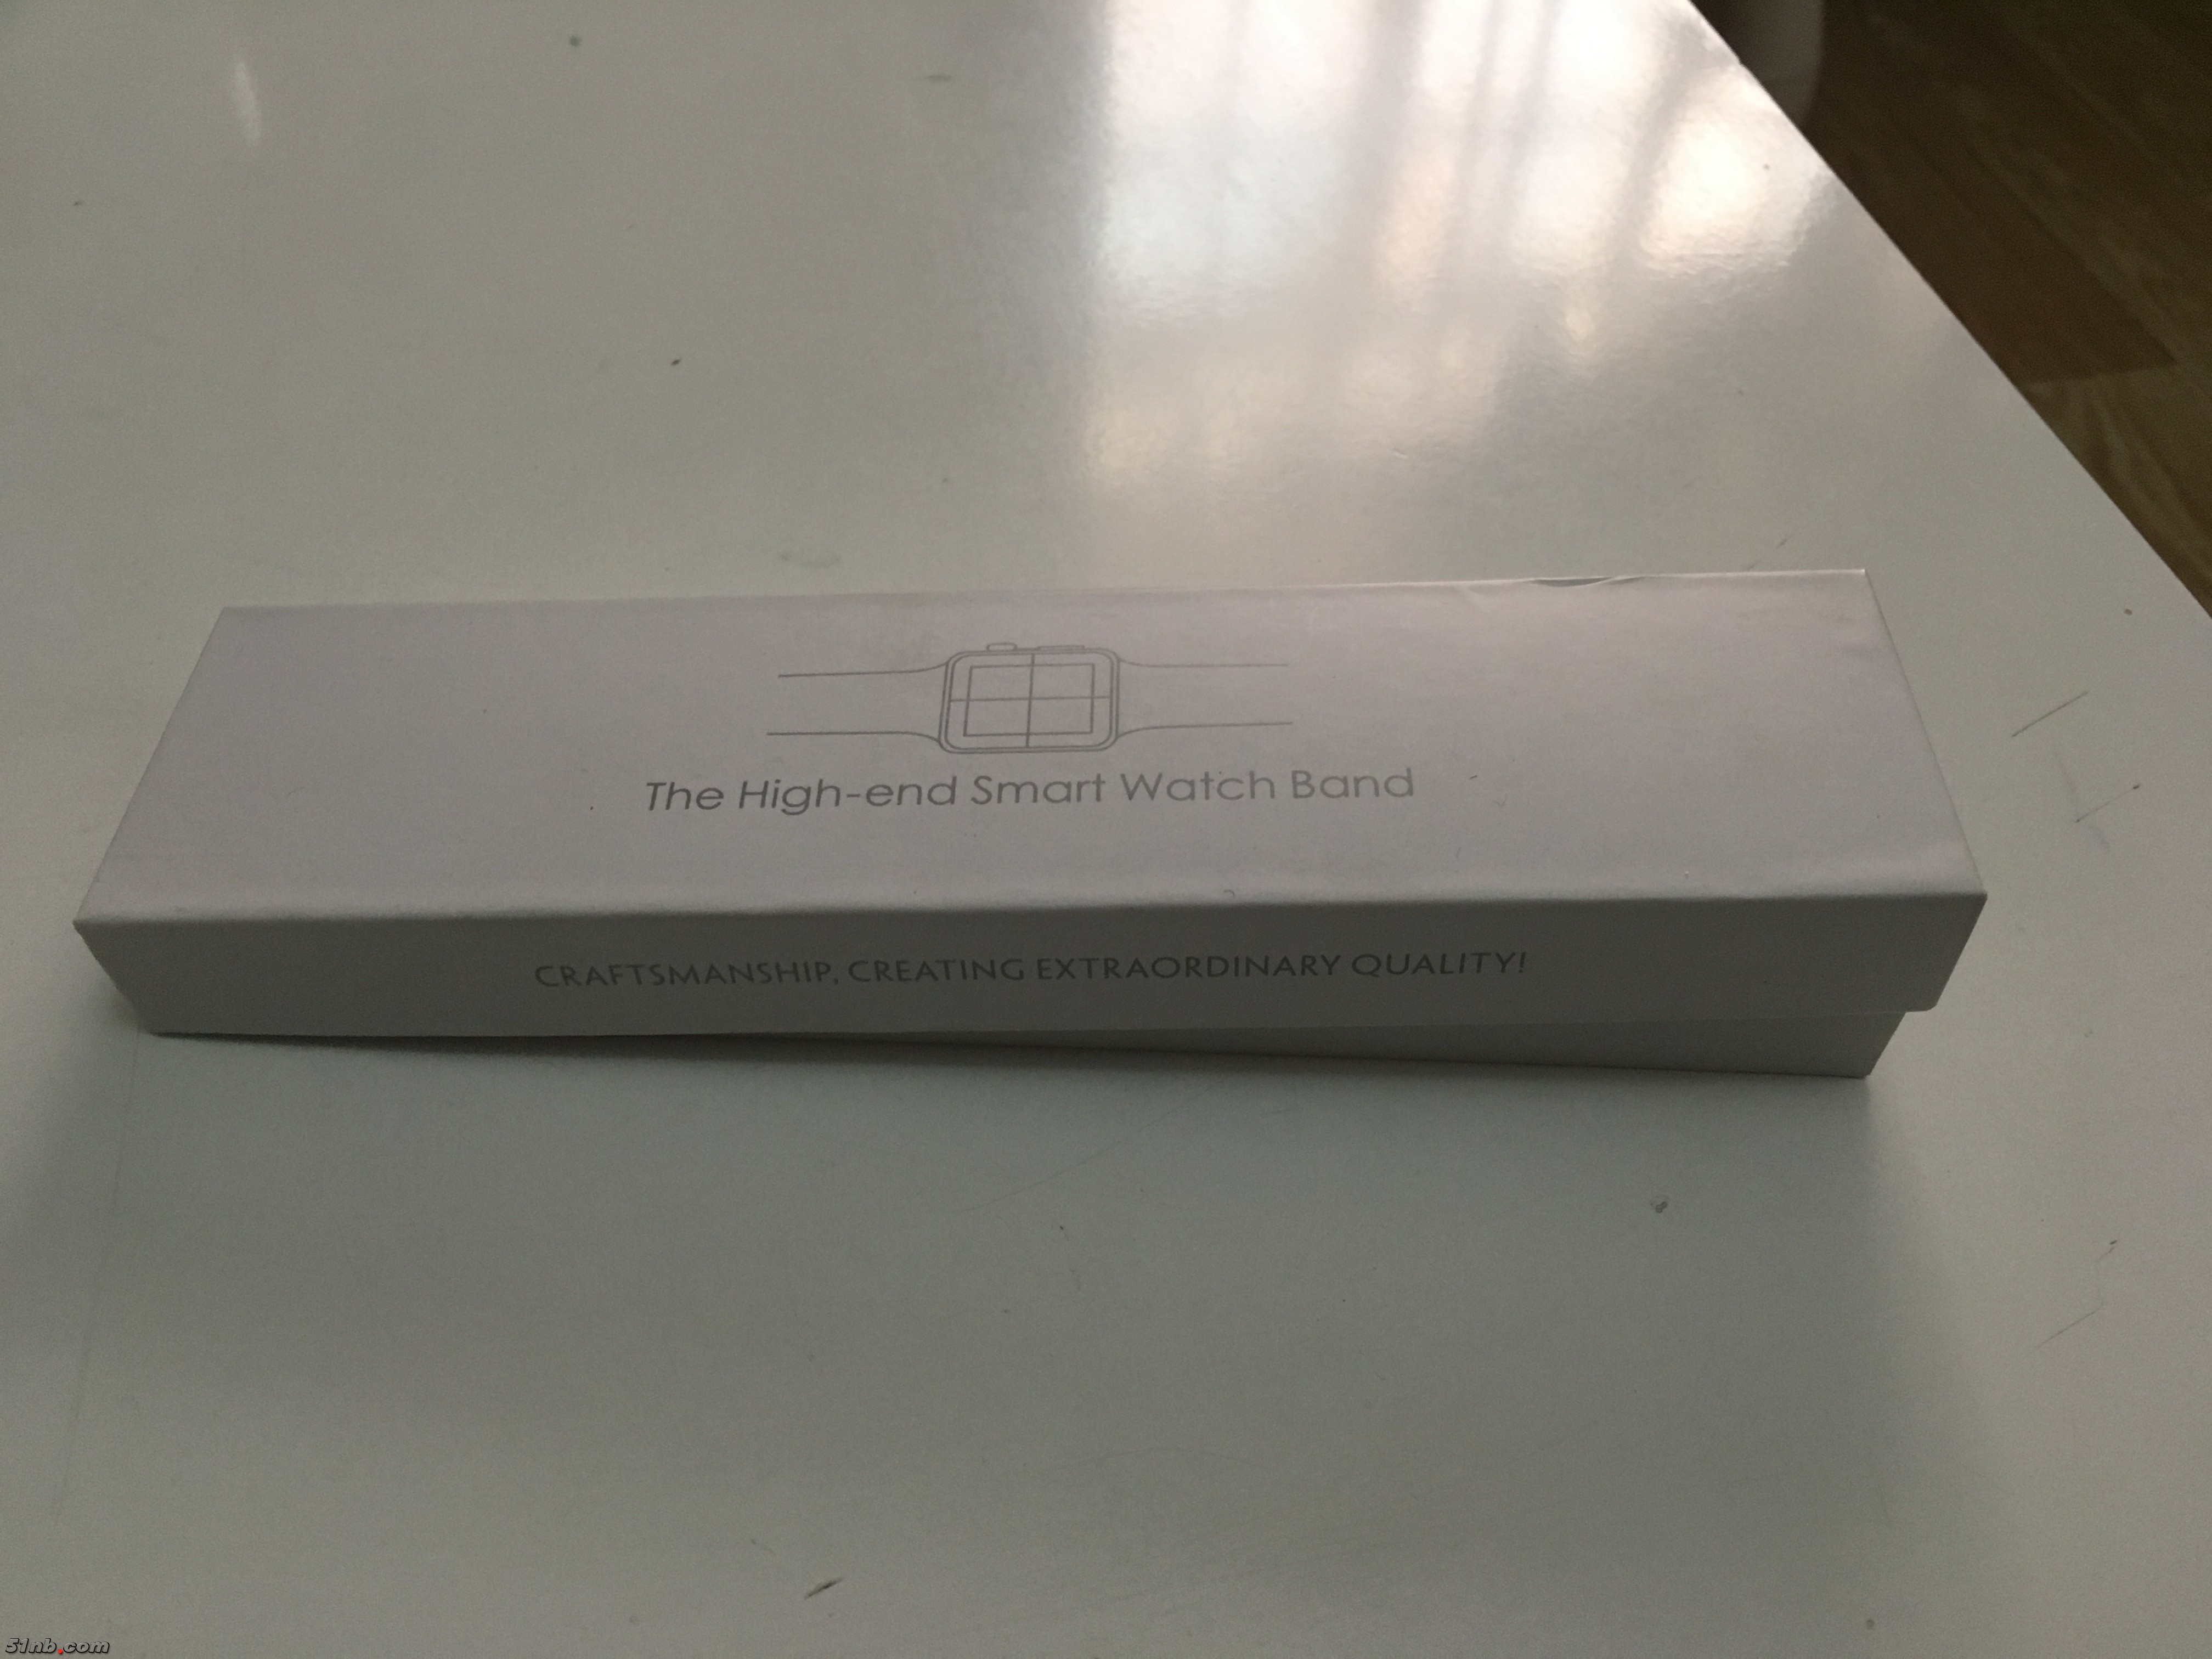 The High-end Smart Watch Band
CRAFTSMANSHIP, CREATING EXTRAORDINARY QUALITY!
51nb.com